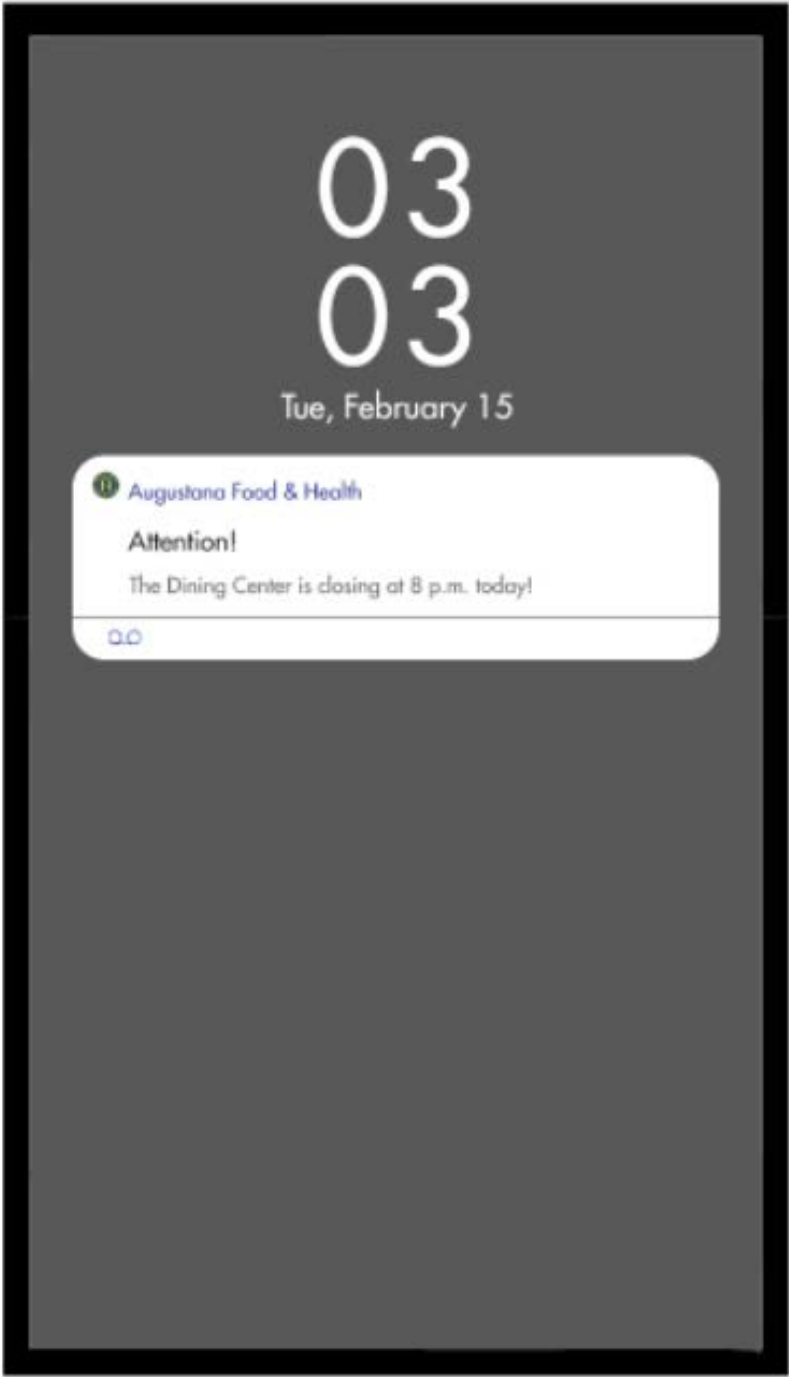 03
03
Tue, February 15
Augustana Food & Health
Attention!
The Dining Center is closing at 8 p.m. today!